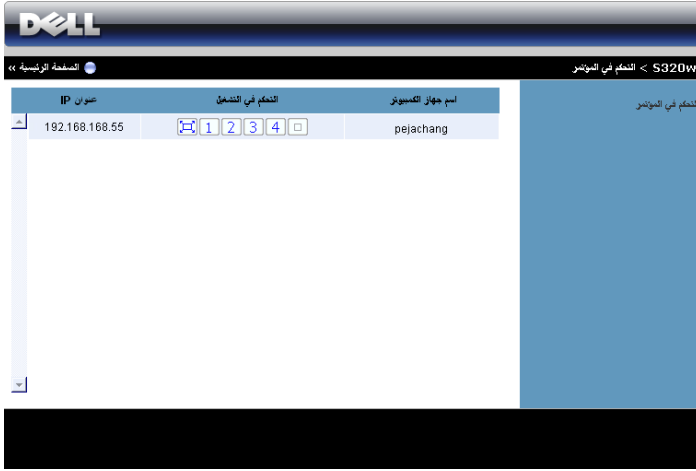 DELL
S320w > التحكم في المؤتمر
الصفحة الرئيسية »
التحكم في المؤتمر
اسم جهاز الكمبيوتر
التحكم في التشغيل
عنوان IP
pejachang
1 2 3 4
192.168.168.55